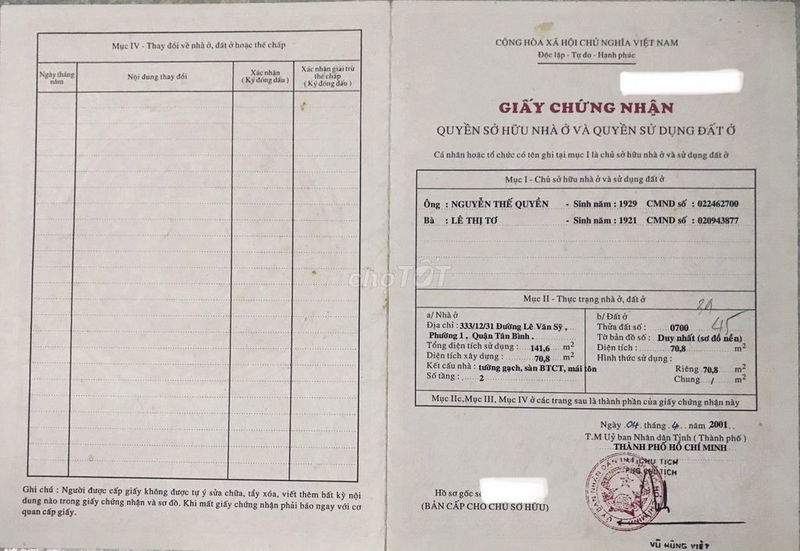 Mục IV - Thay đổi về nhà ở, đất ở hoặc thế chấp
Ngày tháng năm
Nội dung thay đổi
Xác nhận
( Ký đóng dấu )
Xác nhận giải trừ thế chấp
( Ký đóng dấu )
Ghi chú : Người được cấp giấy không được tự ý sửa chữa, tẩy xóa, viết thêm bất kỳ nội
dung nào trong giấy chứng nhận và sơ đồ. Khi mất giấy chứng nhận phải báo ngay với cơ
quan cấp giấy.
CỘNG HÒA XÃ HỘI CHỦ NGHĨA VIỆT NAM
Độc lập - Tự do - Hạnh phúc
GIẤY CHỨNG NHẬN
QUYỀN SỞ HỮU NHÀ Ở VÀ QUYỀN SỬ DỤNG ĐẤT Ở
Cá nhân hoặc tổ chức có tên ghi tại mục I là chủ sở hữu nhà ở và sử dụng đất ở
Mục I - Chủ sở hữu nhà ở và sử dụng đất ở
Ông : NGUYỄN THẾ QUYỀN - Sinh năm : 1929 CMND số : 022462700
Bà : LÊ THỊ TƠ - Sinh năm : 1921 CMND số : 020943877
choTỐT
Mục II - Thực trạng nhà ở, đất ở
a/ Nhà ở
Địa chỉ : 333/12/31 Đường Lê Văn Sỹ ,
Phường 1 , Quận Tân Bình .
Tổng diện tích sử dụng : 141,6 m2
Diện tích xây dựng : 70,8 m2
Kết cấu nhà : tường gạch, sàn BTCT, mái tôn
Số tầng : 2
b/ Đất ở
Thửa đất số : 0700 45
Tờ bản đồ số : Duy nhất (sơ đồ nền)
Diện tích : 70,8 m2
Hình thức sử dụng :
Riêng 70,8 m2
Chung / m2
Mục IIc,Mục III, Mục IV ở các trang sau là thành phần của giấy chứng nhận này
Ngày 04 tháng 4 năm 2001
T.M Uỷ ban Nhân dân Tỉnh ( Thành phố )
THÀNH PHỐ HỒ CHÍ MINH
CHỦ TỊCH
PHÓ CHỦ TỊCH
Hồ sơ gốc số
(BẢN CẤP CHO CHỦ SỞ HỮU)
VŨ HÙNG VIỆT